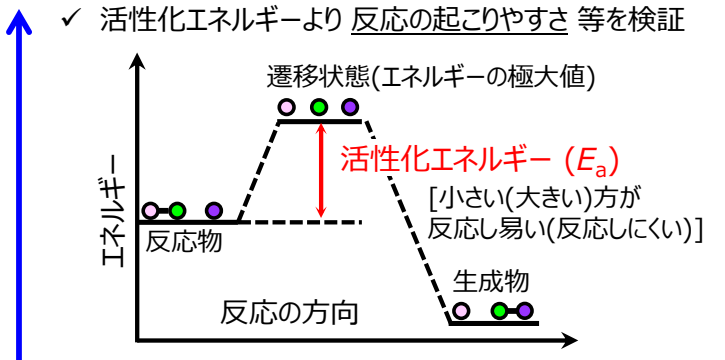 ✓ 活性化エネルギーより 反応の起こりやすさ 等を検証
遷移状態(エネルギーの極大値)
活性化エネルギー (Ea)
[小さい(大きい)方が
反応し易い(反応しにくい)]
エネルギー
反応物
生成物
反応の方向